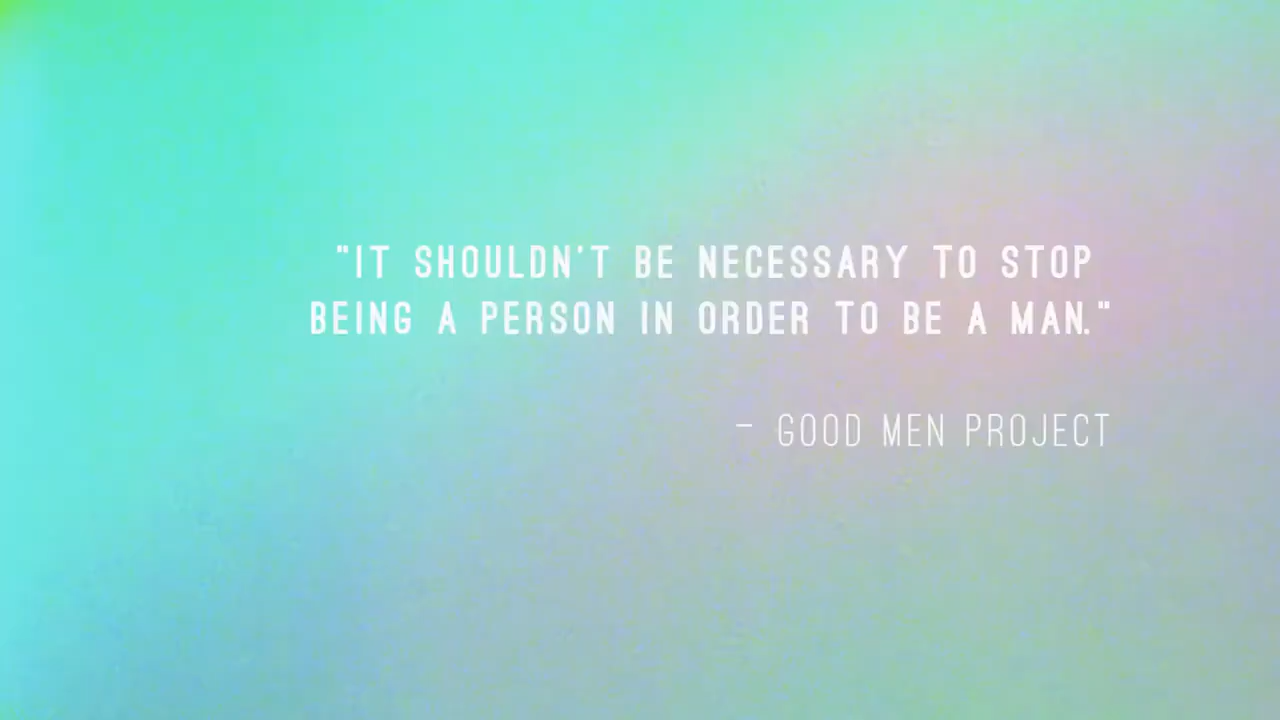 "IT SHOULDN'T BE NECESSARY TO STOP
BEING A PERSON IN ORDER TO BE A MAN."
- GOOD MEN PROJECT